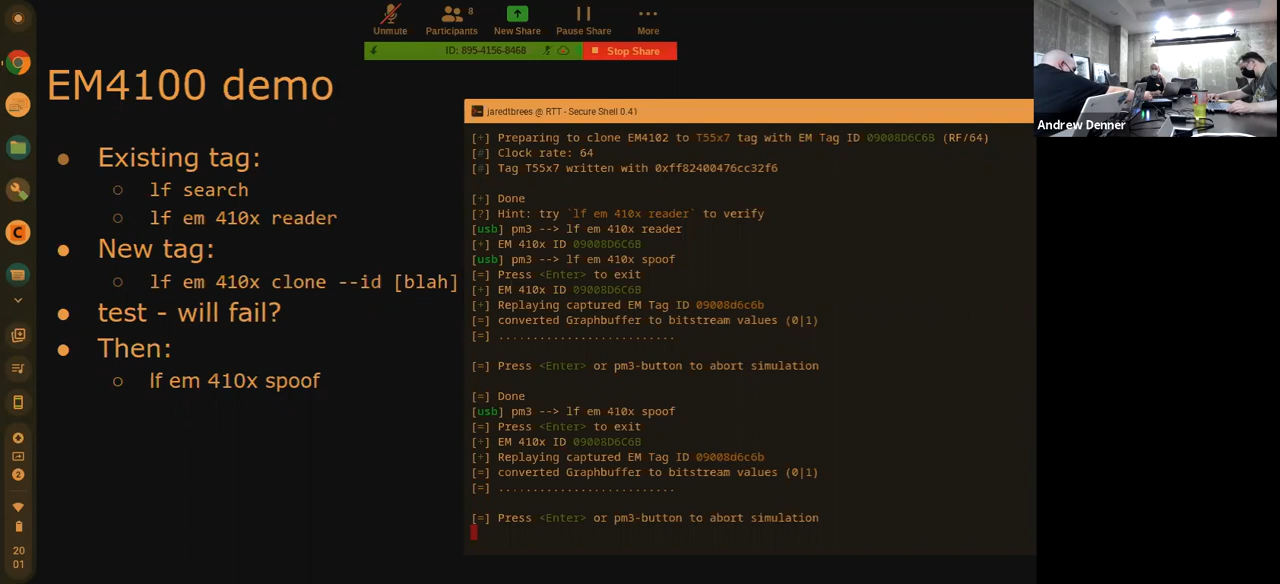 Unmute
Participants
8
New Share
Pause Share
More
ID: 895-4156-8468
Stop Share
Andrew Denner
EM4100 demo
Existing tag:
lf search
lf em 410x reader
New tag:
lf em 410x clone --id [blah]
test - will fail?
Then:
lf em 410x spoof
jaredtbrees @ RTT - Secure Shell 0.41
[+] Preparing to clone EM4102 to T55x7 tag with EM Tag ID 09008D6C6B (RF/64)
[#] Clock rate: 64
[#] Tag T55x7 written with 0xff82400476cc32f6
[+] Done
[?] Hint: try `lf em 410x reader` to verify
[usb] pm3 --> lf em 410x reader
[+] EM 410x ID 09008D6C6B
[usb] pm3 --> lf em 410x spoof
[=] Press <Enter> to exit
[+] EM 410x ID 09008D6C6B
[+] Replaying captured EM Tag ID 09008d6c6b
[=] converted Graphbuffer to bitstream values (0|1)
[=] ..........................
[=] Press <Enter> or pm3-button to abort simulation
[=] Done
[usb] pm3 --> lf em 410x spoof
[=] Press <Enter> to exit
[+] EM 410x ID 09008D6C6B
[+] Replaying captured EM Tag ID 09008d6c6b
[=] converted Graphbuffer to bitstream values (0|1)
[=] ..........................
[=] Press <Enter> or pm3-button to abort simulation
C
2
20
01